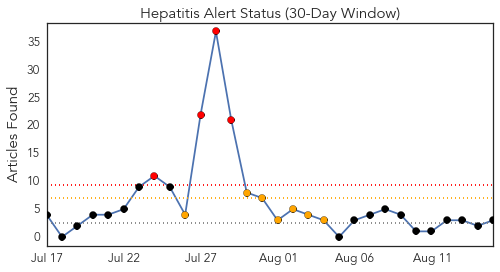 Hepatitis Alert Status (30-Day Window)
Articles Found
35
30
25
20
15
10
5
0
Jul 17 Jul 22 Jul 27 Aug 01 Aug 06 Aug 11